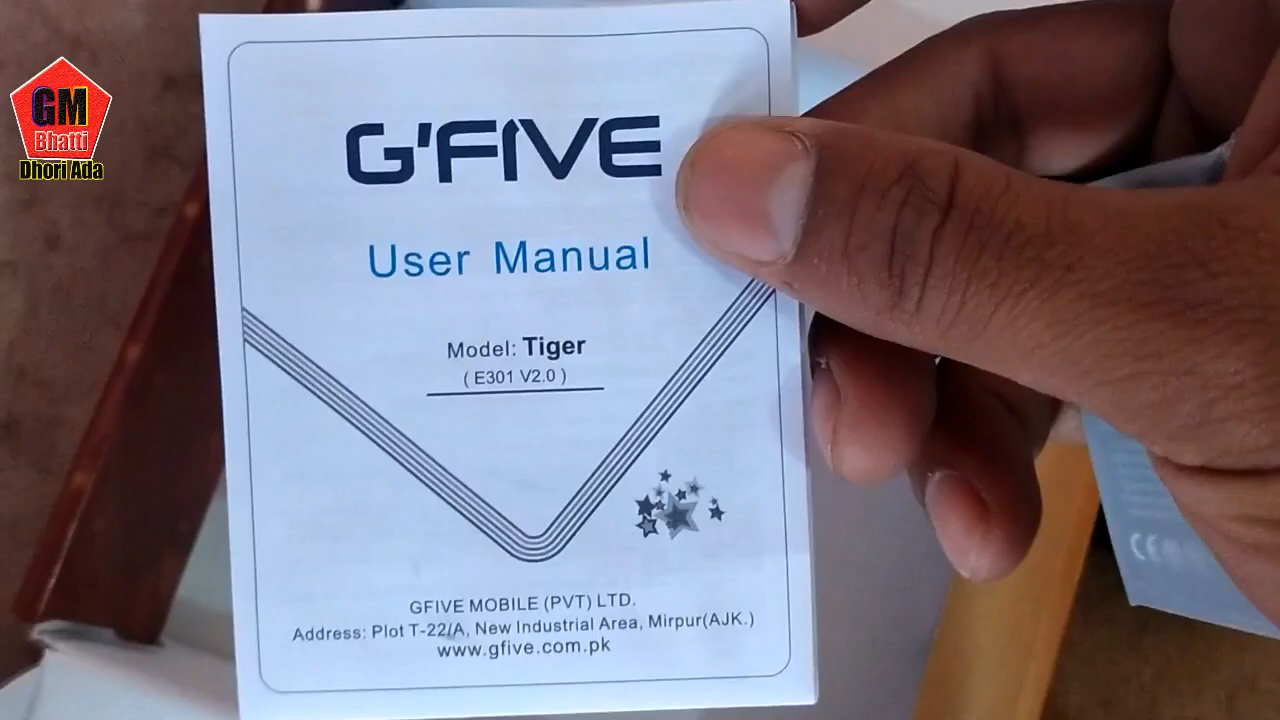 GM
Bhatti
Dhori Ada
G'FIVE
User Manual
Model: Tiger
( E301 V2.0 )
GFIVE MOBILE (PVT) LTD.
Address: Plot T-22/A, New Industrial Area, Mirpur(AJK.)
www.gfive.com.pk
CE